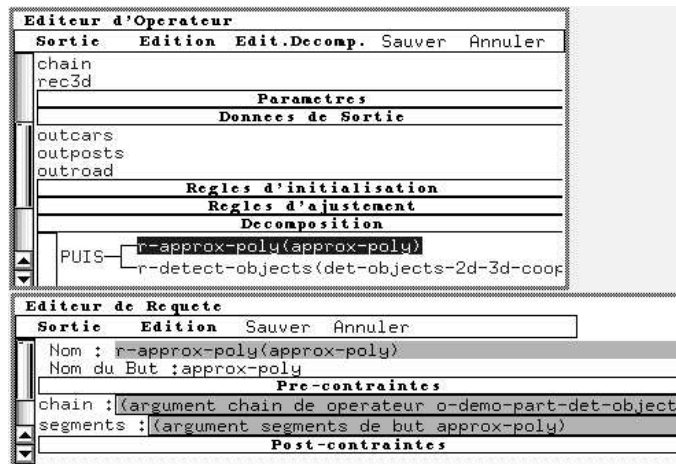 Editeur d'Operateur
Sortie Edition Edit.Decomp. Sauver Annuler
chain
rec3d
Parametres
Donnees de Sortie
outcars
outposts
outroad
Regles d'initialisation
Regles d'ajustement
Decomposition
PUIS
r-approx-poly(approx-poly)
r-detect-objects(det-objects-2d-3d-coop
Editeur de Requete
Sortie Edition Sauver Annuler
Nom : r-approx-poly(approx-poly)
Nom du But :approx-poly
Pre-contraintes
chain : (argument chain de operateur o-demo-part-det-object
segments : (argument segments de but approx-poly)
Post-contraintes